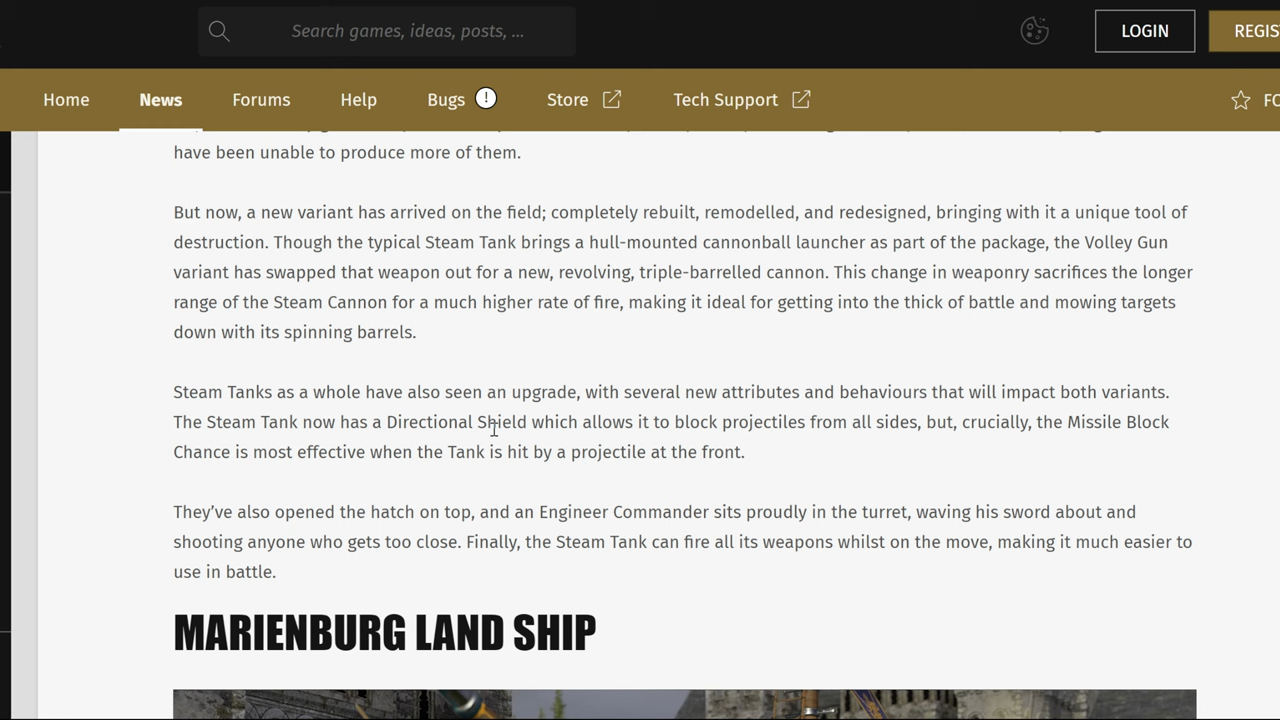 Search games, ideas, posts, ...
LOGIN
Home
News
Forums
Help
Bugs
!
Store
Tech Support
have been unable to produce more of them.
But now, a new variant has arrived on the field; completely rebuilt, remodelled, and redesigned, bringing with it a unique tool of
destruction. Though the typical Steam Tank brings a hull-mounted cannonball launcher as part of the package, the Volley Gun
variant has swapped that weapon out for a new, revolving, triple-barrelled cannon. This change in weaponry sacrifices the longer
range of the Steam Cannon for a much higher rate of fire, making it ideal for getting into the thick of battle and mowing targets
down with its spinning barrels.
Steam Tanks as a whole have also seen an upgrade, with several new attributes and behaviours that will impact both variants.
The Steam Tank now has a Directional Shield which allows it to block projectiles from all sides, but, crucially, the Missile Block
Chance is most effective when the Tank is hit by a projectile at the front.
They’ve also opened the hatch on top, and an Engineer Commander sits proudly in the turret, waving his sword about and
shooting anyone who gets too close. Finally, the Steam Tank can fire all its weapons whilst on the move, making it much easier to
use in battle.
MARIENBURG LAND SHIP